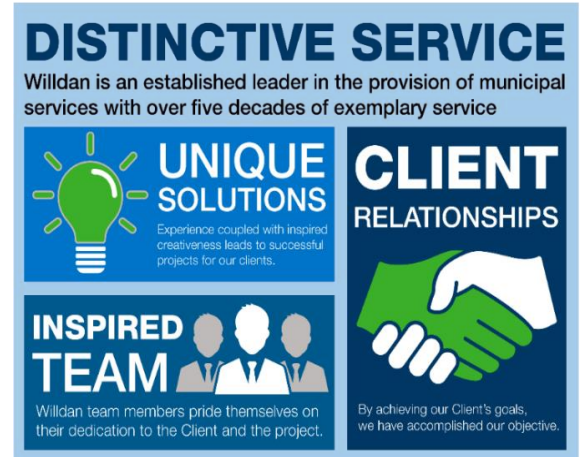 DISTINCTIVE SERVICE
Willdan is an established leader in the provision of municipal
services with over five decades of exemplary service
UNIQUE
SOLUTIONS
Experience coupled with inspired
creativeness leads to successful
projects for our clients.
INSPIRED
TEAM
Willdan team members pride themselves on
their dedication to the Client and the project.
CLIENT
RELATIONSHIPS
By achieving our Client's goals,
we have accomplished our objective.